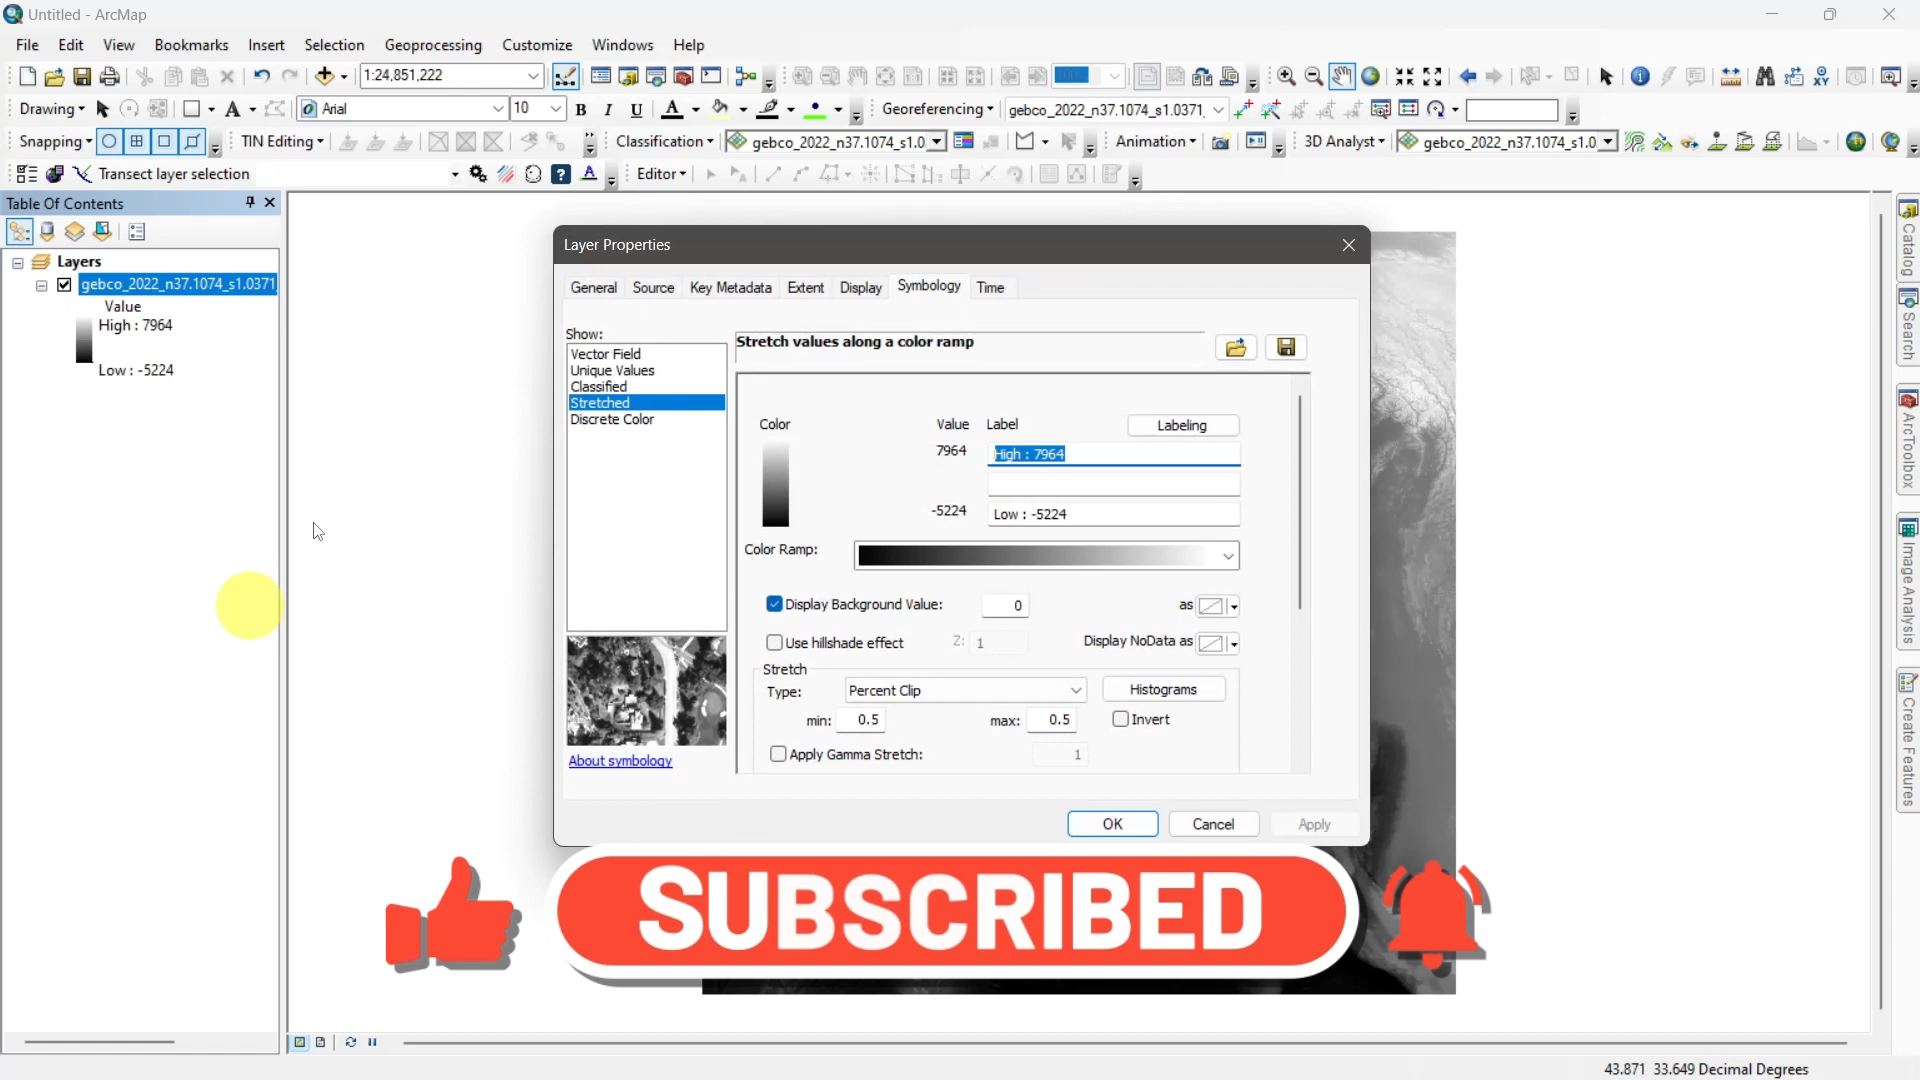 Untitled - ArcMap
File Edit View Bookmarks Insert Selection Geoprocessing Customize Windows Help
1:24,851,222
Drawing Arial 10 B I U A Georeferencing gebco_2022_n37.1074_s1.0371
Snapping TIN Editing Classification gebco_2022_n37.1074_s1.0 Animation 3D Analyst gebco_2022_n37.1074_s1.0
Transect layer selection Editor
Table Of Contents
Layers
gebco_2022_n37.1074_s1.0371
Value
High : 7964
Low : -5224
Layer Properties
General Source Key Metadata Extent Display Symbology Time
Show:
Vector Field
Unique Values
Classified
Stretched
Discrete Color
About symbology
Stretch values along a color ramp
Color Value Label Labeling
7964 High : 7964
-5224 Low : -5224
Color Ramp:
Display Background Value: 0 as
Use hillshade effect Z: 1 Display NoData as
Stretch
Type: Percent Clip Histograms
min: 0.5 max: 0.5 Invert
Apply Gamma Stretch: 1
OK Cancel Apply
SUBSCRIBED
Catalog
Search
ArcToolbox
Image Analysis
Create Features
43.871 33.649 Decimal Degrees